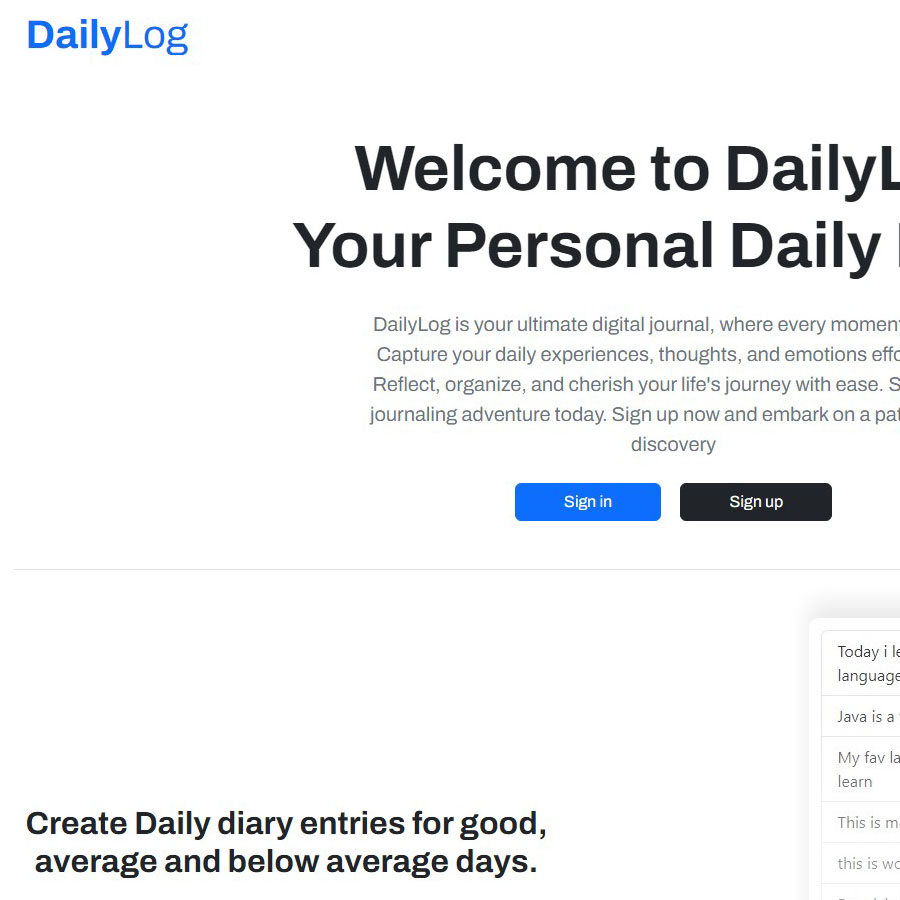 DailyLog
Welcome to DailyL
Your Personal Daily
DailyLog is your ultimate digital journal, where every moment
Capture your daily experiences, thoughts, and emotions effo
Reflect, organize, and cherish your life's journey with ease. S
journaling adventure today. Sign up now and embark on a pat
discovery
Sign in
Sign up
Today i le
language
Java is a
My fav la
learn
This is m
this is wo
Create Daily diary entries for good,
average and below average days.